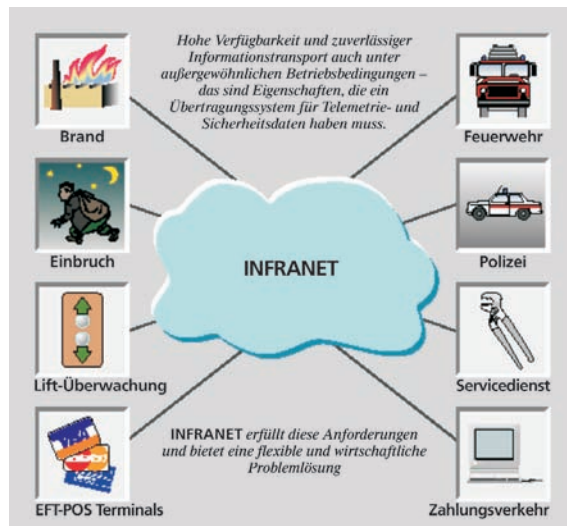 Hohe Verfügbarkeit und zuverlässiger
Informationstransport auch unter
außergewöhnlichen Betriebsbedingungen –
das sind Eigenschaften, die ein
Übertragungssystem für Telemetrie- und
Sicherheitsdaten haben muss.
Brand
Feuerwehr
Einbruch
INFRANET
Polizei
Lift-Überwachung
Servicedienst
INFRANET erfüllt diese Anforderungen
und bietet eine flexible und wirtschaftliche
Problemlösung
EFT-POS Terminals
Zahlungsverkehr